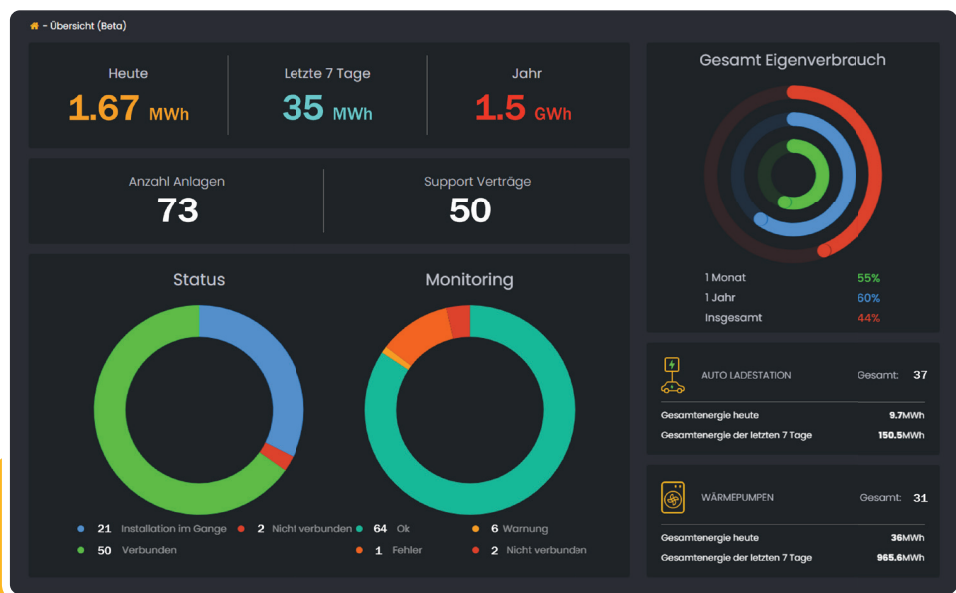 - Übersicht (Beta)
Heute
1.67 MWh
Letzte 7 Tage
35 MWh
Jahr
1.5 GWh
Anzahl Anlagen
73
Support Verträge
50
Status
21 Installation im Gange
2 Nicht verbunden
50 Verbunden
Monitoring
64 Ok
6 Warnung
1 Fehler
2 Nicht verbunden
Gesamt Eigenverbrauch
1 Monat 55%
1 Jahr 60%
Insgesamt 44%
AUTO LADESTATION Gesamt: 37
Gesamtenergie heute 9.7MWh
Gesamtenergie der letzten 7 Tage 150.5MWh
WÄRMEPUMPEN Gesamt: 31
Gesamtenergie heute 36MWh
Gesamtenergie der letzten 7 Tage 965.6MWh